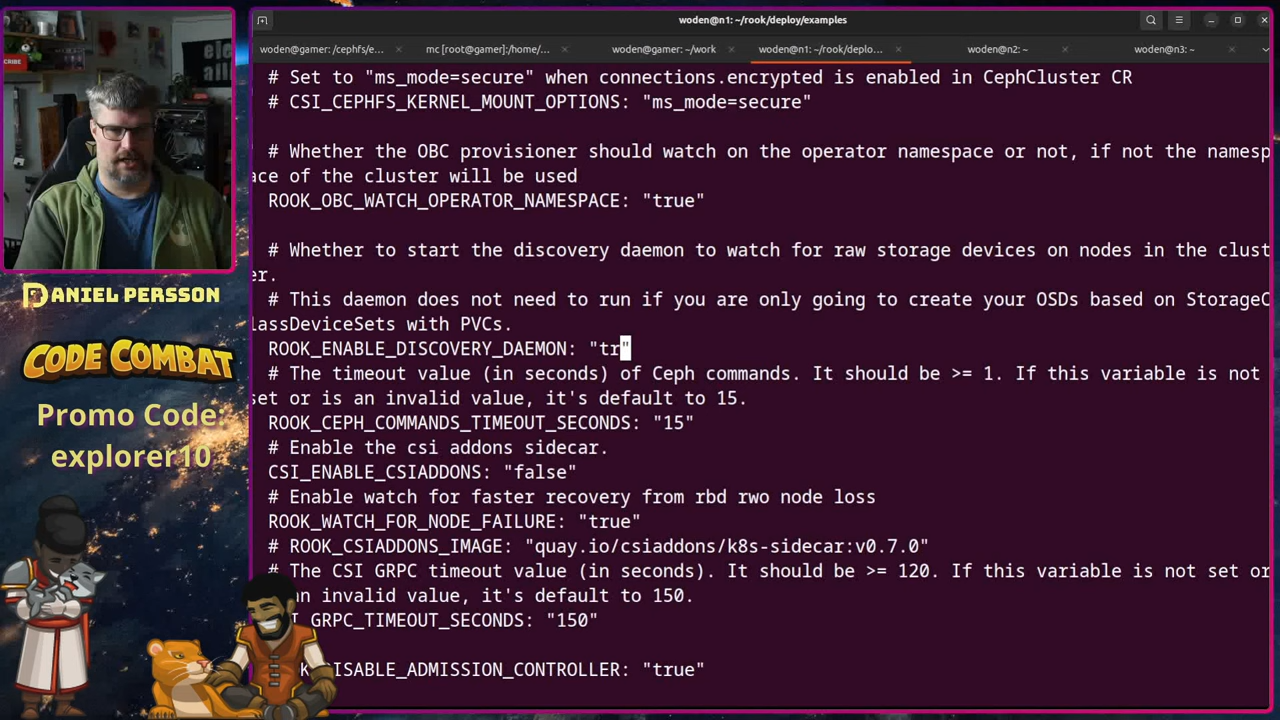 woden@n1: ~/rook/deploy/examples
woden@gamer: /cephfs/e...
mc [root@gamer]:/home/...
woden@gamer: ~/work
woden@n1: ~/rook/deplo...
woden@n2: ~
woden@n3: ~
# Set to "ms_mode=secure" when connections.encrypted is enabled in CephCluster CR
# CSI_CEPHFS_KERNEL_MOUNT_OPTIONS: "ms_mode=secure"
# Whether the OBC provisioner should watch on the operator namespace or not, if not the namesp
ace of the cluster will be used
ROOK_OBC_WATCH_OPERATOR_NAMESPACE: "true"
# Whether to start the discovery daemon to watch for raw storage devices on nodes in the clust
er.
# This daemon does not need to run if you are only going to create your OSDs based on StorageC
lassDeviceSets with PVCs.
ROOK_ENABLE_DISCOVERY_DAEMON: "tr"
# The timeout value (in seconds) of Ceph commands. It should be >= 1. If this variable is not
set or is an invalid value, it's default to 15.
ROOK_CEPH_COMMANDS_TIMEOUT_SECONDS: "15"
# Enable the csi addons sidecar.
CSI_ENABLE_CSIADDONS: "false"
# Enable watch for faster recovery from rbd rwo node loss
ROOK_WATCH_FOR_NODE_FAILURE: "true"
# ROOK_CSIADDONS_IMAGE: "quay.io/csiaddons/k8s-sidecar:v0.7.0"
# The CSI GRPC timeout value (in seconds). It should be >= 120. If this variable is not set or
an invalid value, it's default to 150.
I_GRPC_TIMEOUT_SECONDS: "150"
K_DISABLE_ADMISSION_CONTROLLER: "true"
DANIEL PERSSON
CODE COMBAT
Promo Code:
explorer10